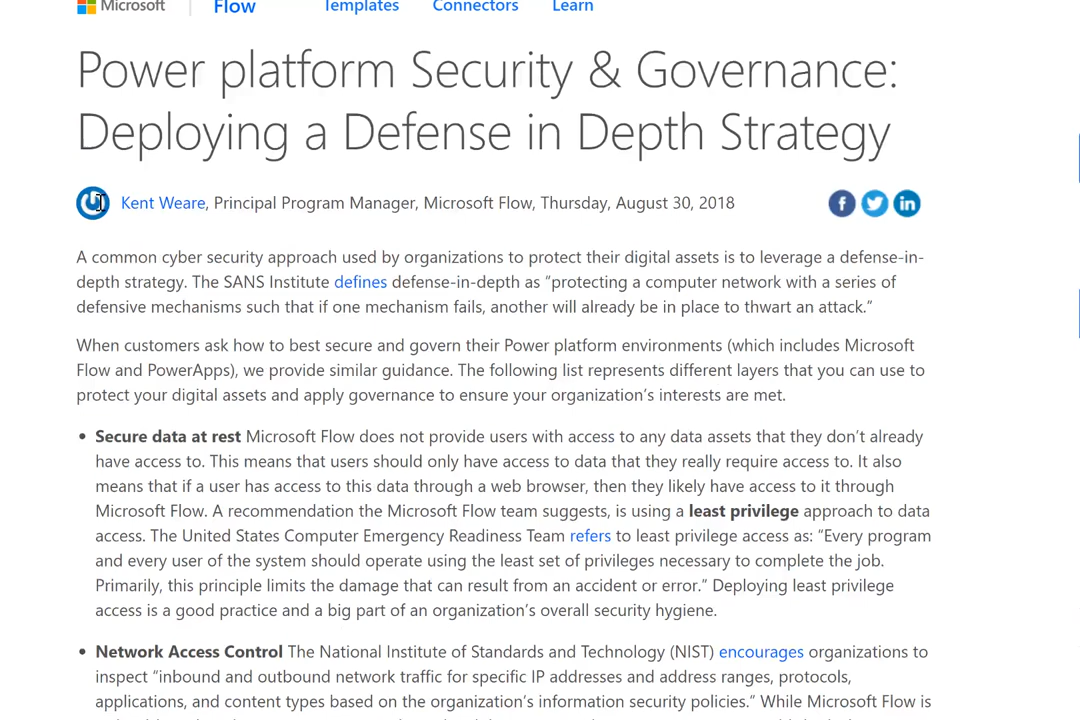 Microsoft Flow Templates Connectors Learn
Power platform Security & Governance:
Deploying a Defense in Depth Strategy
Kent Weare, Principal Program Manager, Microsoft Flow, Thursday, August 30, 2018
A common cyber security approach used by organizations to protect their digital assets is to leverage a defense-in-
depth strategy. The SANS Institute defines defense-in-depth as “protecting a computer network with a series of
defensive mechanisms such that if one mechanism fails, another will already be in place to thwart an attack.”
When customers ask how to best secure and govern their Power platform environments (which includes Microsoft
Flow and PowerApps), we provide similar guidance. The following list represents different layers that you can use to
protect your digital assets and apply governance to ensure your organization’s interests are met.
• Secure data at rest Microsoft Flow does not provide users with access to any data assets that they don’t already
have access to. This means that users should only have access to data that they really require access to. It also
means that if a user has access to this data through a web browser, then they likely have access to it through
Microsoft Flow. A recommendation the Microsoft Flow team suggests, is using a least privilege approach to data
access. The United States Computer Emergency Readiness Team refers to least privilege access as: “Every program
and every user of the system should operate using the least set of privileges necessary to complete the job.
Primarily, this principle limits the damage that can result from an accident or error.” Deploying least privilege
access is a good practice and a big part of an organization’s overall security hygiene.
• Network Access Control The National Institute of Standards and Technology (NIST) encourages organizations to
inspect “inbound and outbound network traffic for specific IP addresses and address ranges, protocols,
applications, and content types based on the organization’s information security policies.” While Microsoft Flow is